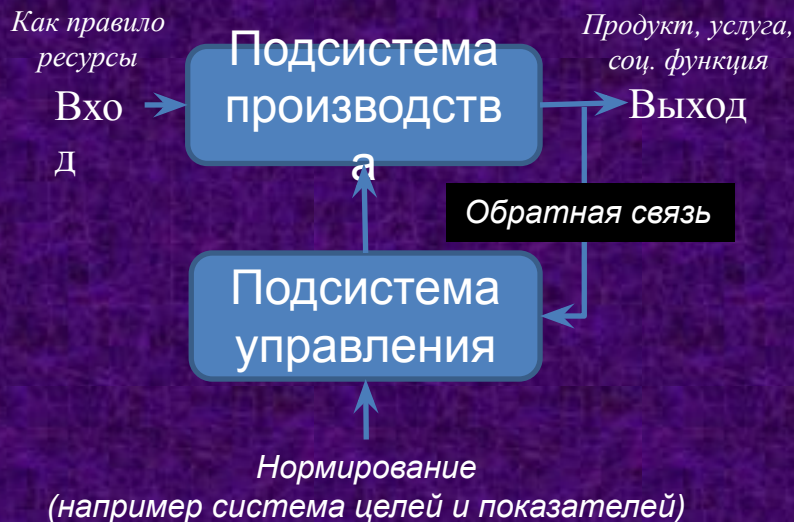 Как правило
ресурсы
Вхо
д
Подсистема
производств
а
Продукт, услуга,
соц. функция
Выход
Обратная связь
Подсистема
управления
Нормирование
(например система целей и показателей)